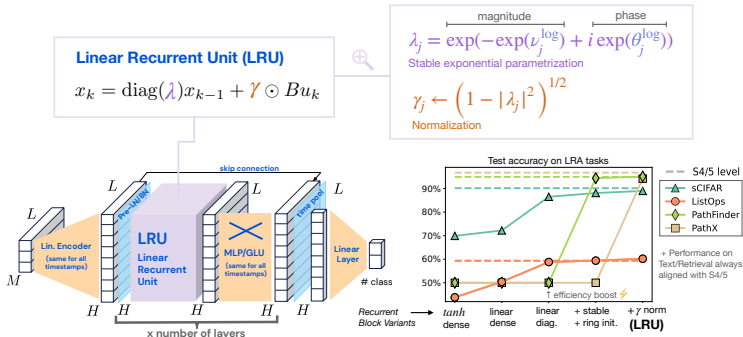 Linear Recurrent Unit (LRU)
x_k = diag(λ)x_{k−1} + γ ⊙ Bu_k
magnitude
phase
λ_j = exp(−exp(ν_j^log) + i exp(θ_j^log))
Stable exponential parametrization
γ_j ← (1 − |λ_j|²)^{1/2}
Normalization
skip connection
L
L
L
L
L
Pre-LN/BN
time pool
Lin. Encoder
(same for all
timestamps)
LRU
Linear
Recurrent
Unit
MLP/GLU
(same for all
timestamps)
Linear
Layer
# class
M
H
H
H
H
H
x number of layers
Test accuracy on LRA tasks
90%
80%
70%
60%
50%
↑ efficiency boost ⚡
S4/5 level
sCIFAR
ListOps
PathFinder
PathX
+ Performance on
Text/Retrieval always
aligned with S4/5
Recurrent
Block Variants
tanh
dense
linear
dense
linear
diag.
+ stable
+ ring init.
+ γ norm
(LRU)